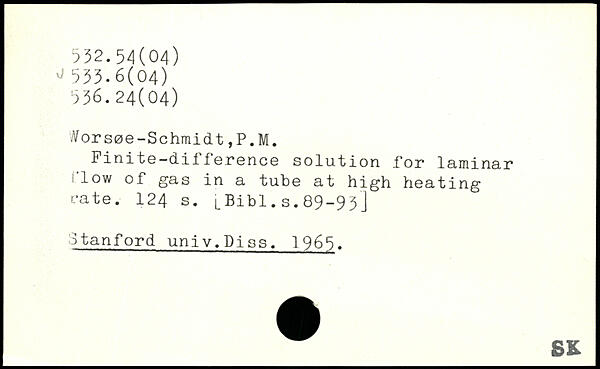 532.54(04)
533.6(04)
536.24(04)
Worsøe-Schmidt,P.M.
Finite-difference solution for laminar
flow of gas in a tube at high heating
rate. 124 s. [Bibl.s.89-93]
Stanford univ.Diss. 1965.
SK